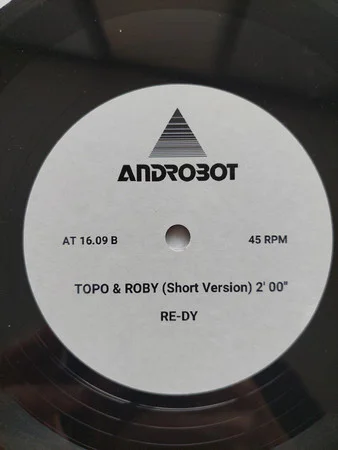 ANDROBOT
AT 16.09 B 45 RPM
TOPO & ROBY (Short Version) 2' 00"
RE-DY